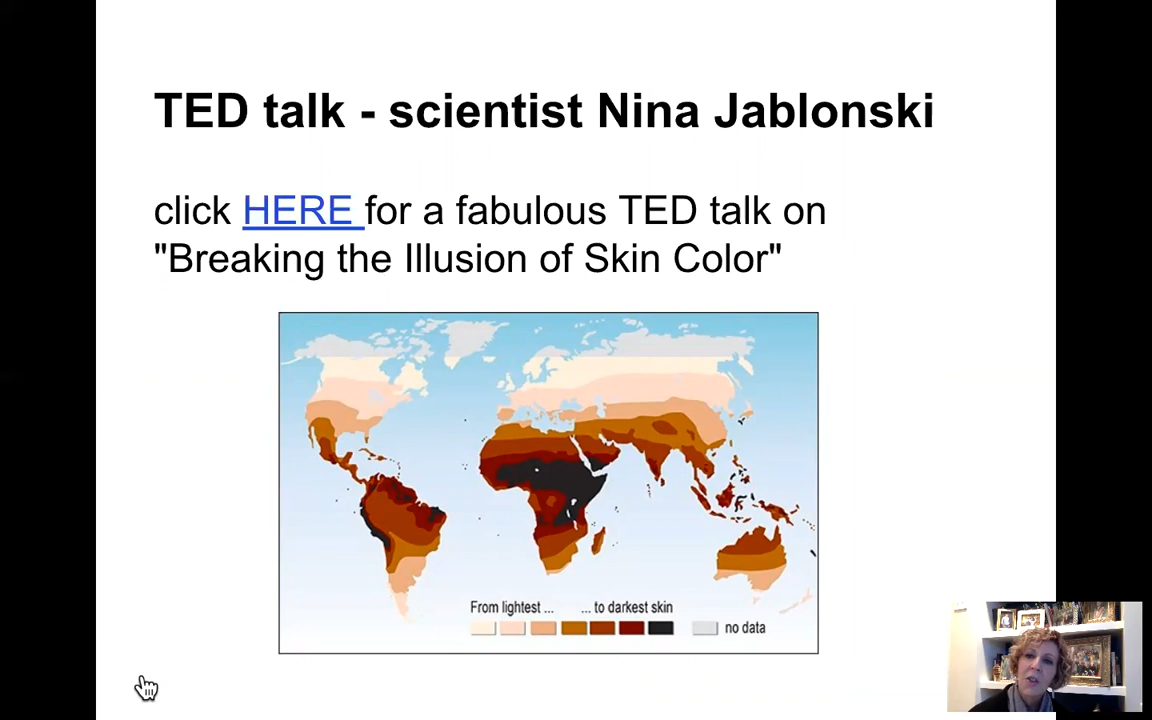 TED talk - scientist Nina Jablonski
click HERE for a fabulous TED talk on
"Breaking the Illusion of Skin Color"
From lightest ... ... to darkest skin
no data